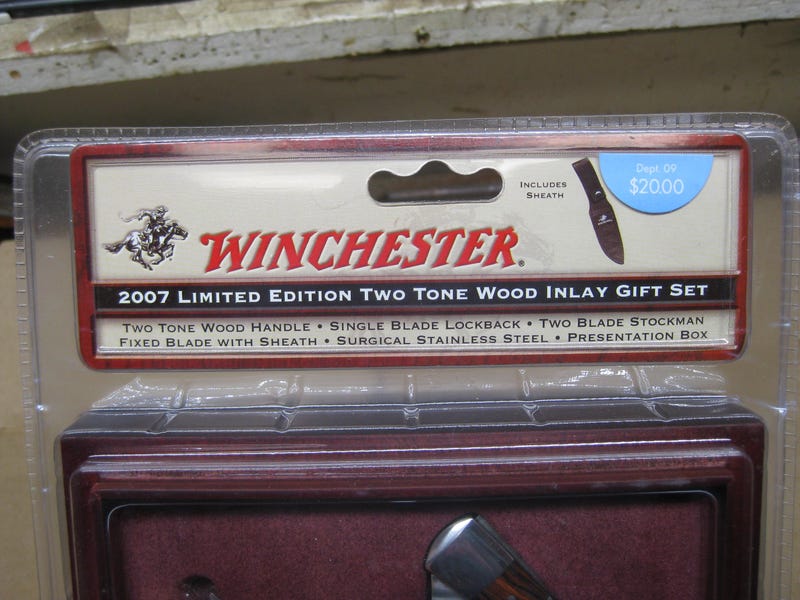 Dept. 09
$20.00
INCLUDES
SHEATH
WINCHESTER®
2007 LIMITED EDITION TWO TONE WOOD INLAY GIFT SET
TWO TONE WOOD HANDLE • SINGLE BLADE LOCKBACK • TWO BLADE STOCKMAN
FIXED BLADE WITH SHEATH • SURGICAL STAINLESS STEEL • PRESENTATION BOX